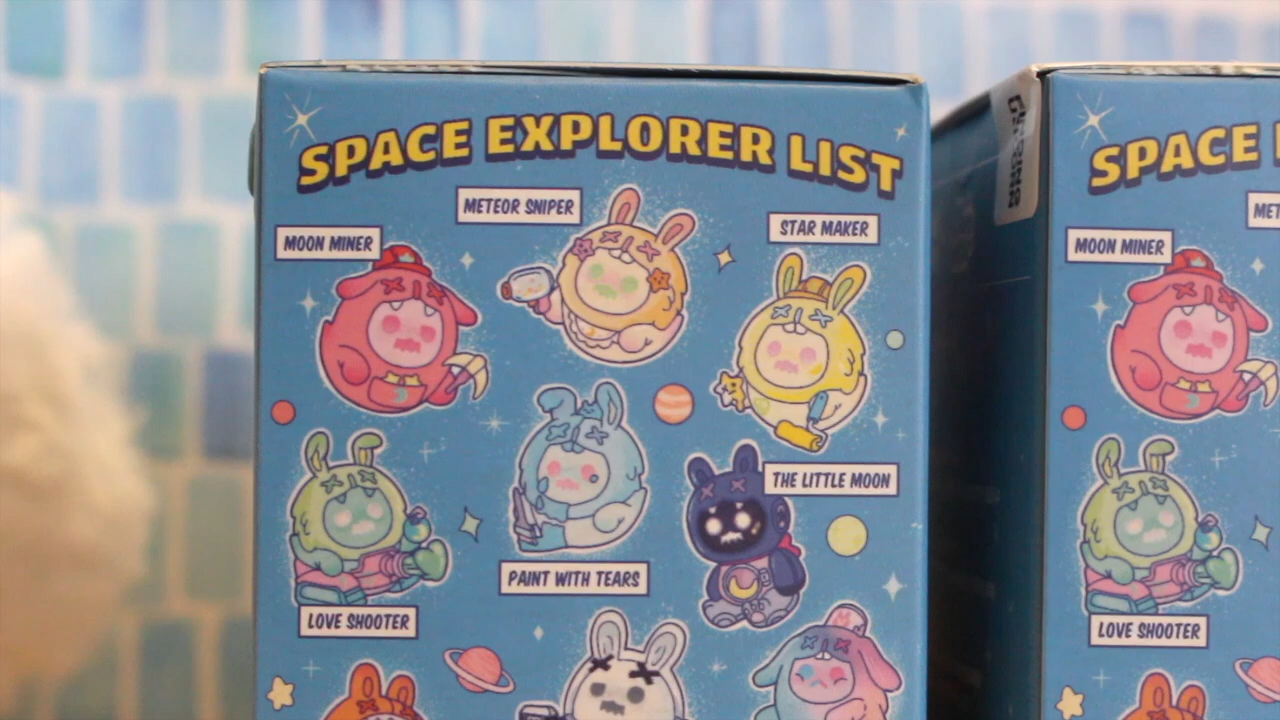 SPACE EXPLORER LIST
METEOR SNIPER
STAR MAKER
MOON MINER
THE LITTLE MOON
PAINT WITH TEARS
LOVE SHOOTER
SPACE
MOON MINER
LOVE SHOOTER